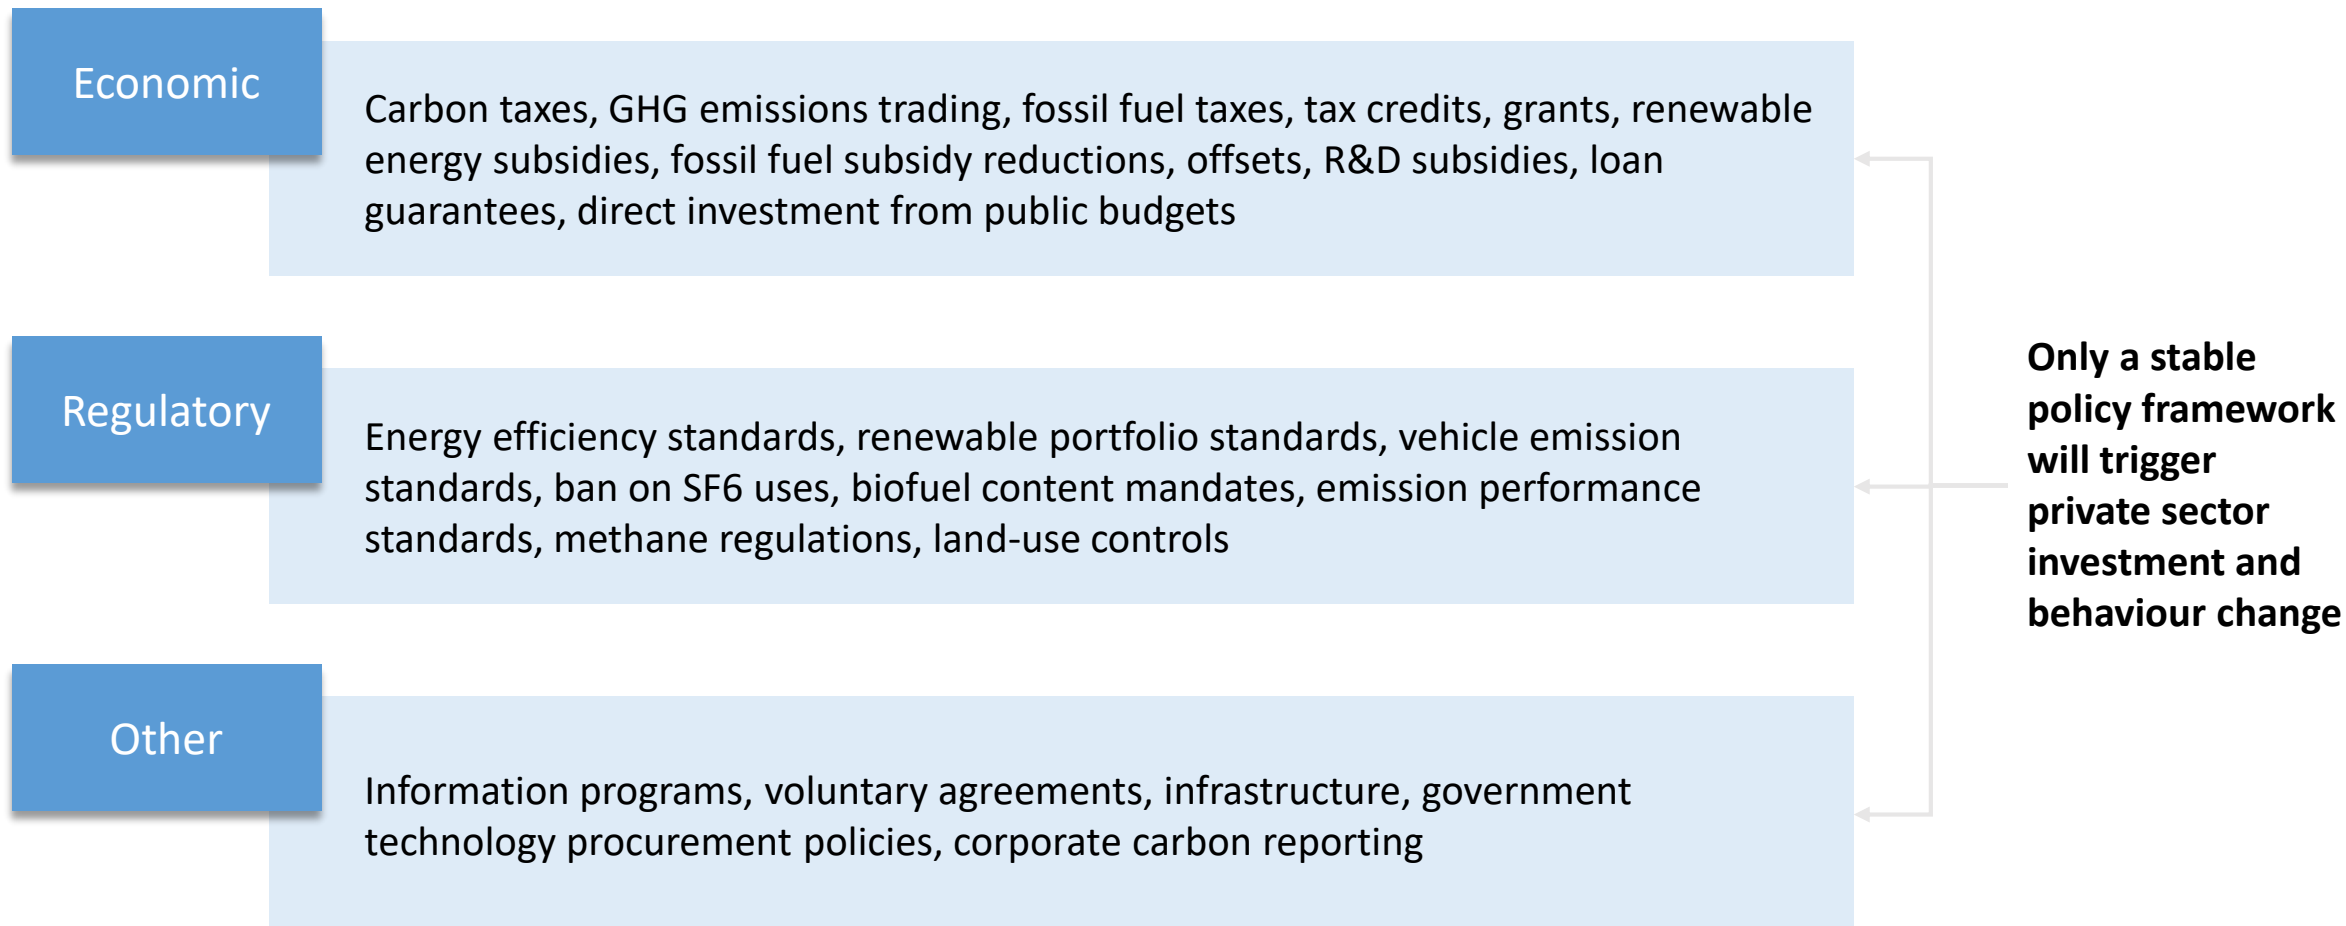 Economic
Carbon taxes, GHG emissions trading, fossil fuel taxes, tax credits, grants, renewable
energy subsidies, fossil fuel subsidy reductions, offsets, R&D subsidies, loan
guarantees, direct investment from public budgets
Regulatory
Energy efficiency standards, renewable portfolio standards, vehicle emission
standards, ban on SF6 uses, biofuel content mandates, emission performance
standards, methane regulations, land-use controls
Other
Information programs, voluntary agreements, infrastructure, government
technology procurement policies, corporate carbon reporting
Only a stable
policy framework
will trigger
private sector
investment and
behaviour change